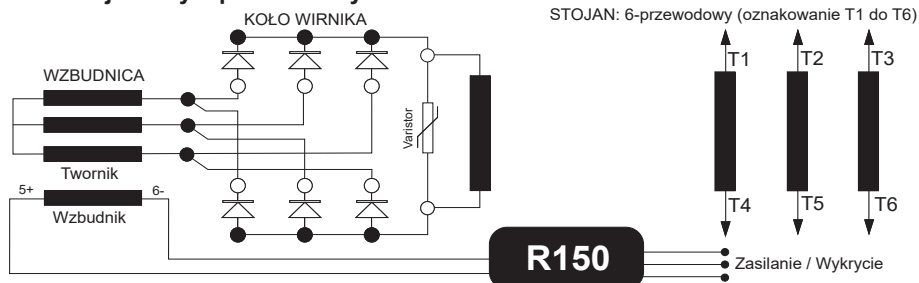 KOŁO WIRNIKA
STOJAN: 6-przewodowy (oznakowanie T1 do T6)
WZBUDNICA
T1 T2 T3
Varistor
Twornik
5+ 6-
Wzbudnik
T4 T5 T6
R150
Zasilanie / Wykrycie